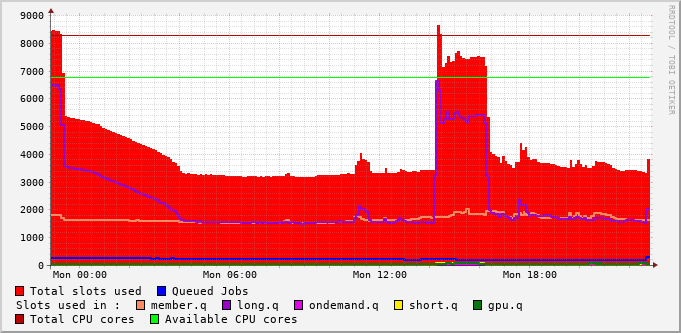 RRDTOOL / TOBI OETIKER
9000
8000
7000
6000
5000
4000
3000
2000
1000
0
Mon 00:00 Mon 06:00 Mon 12:00 Mon 18:00
Total slots used Queued Jobs
Slots used in : member.q long.q ondemand.q short.q gpu.q
Total CPU cores Available CPU cores